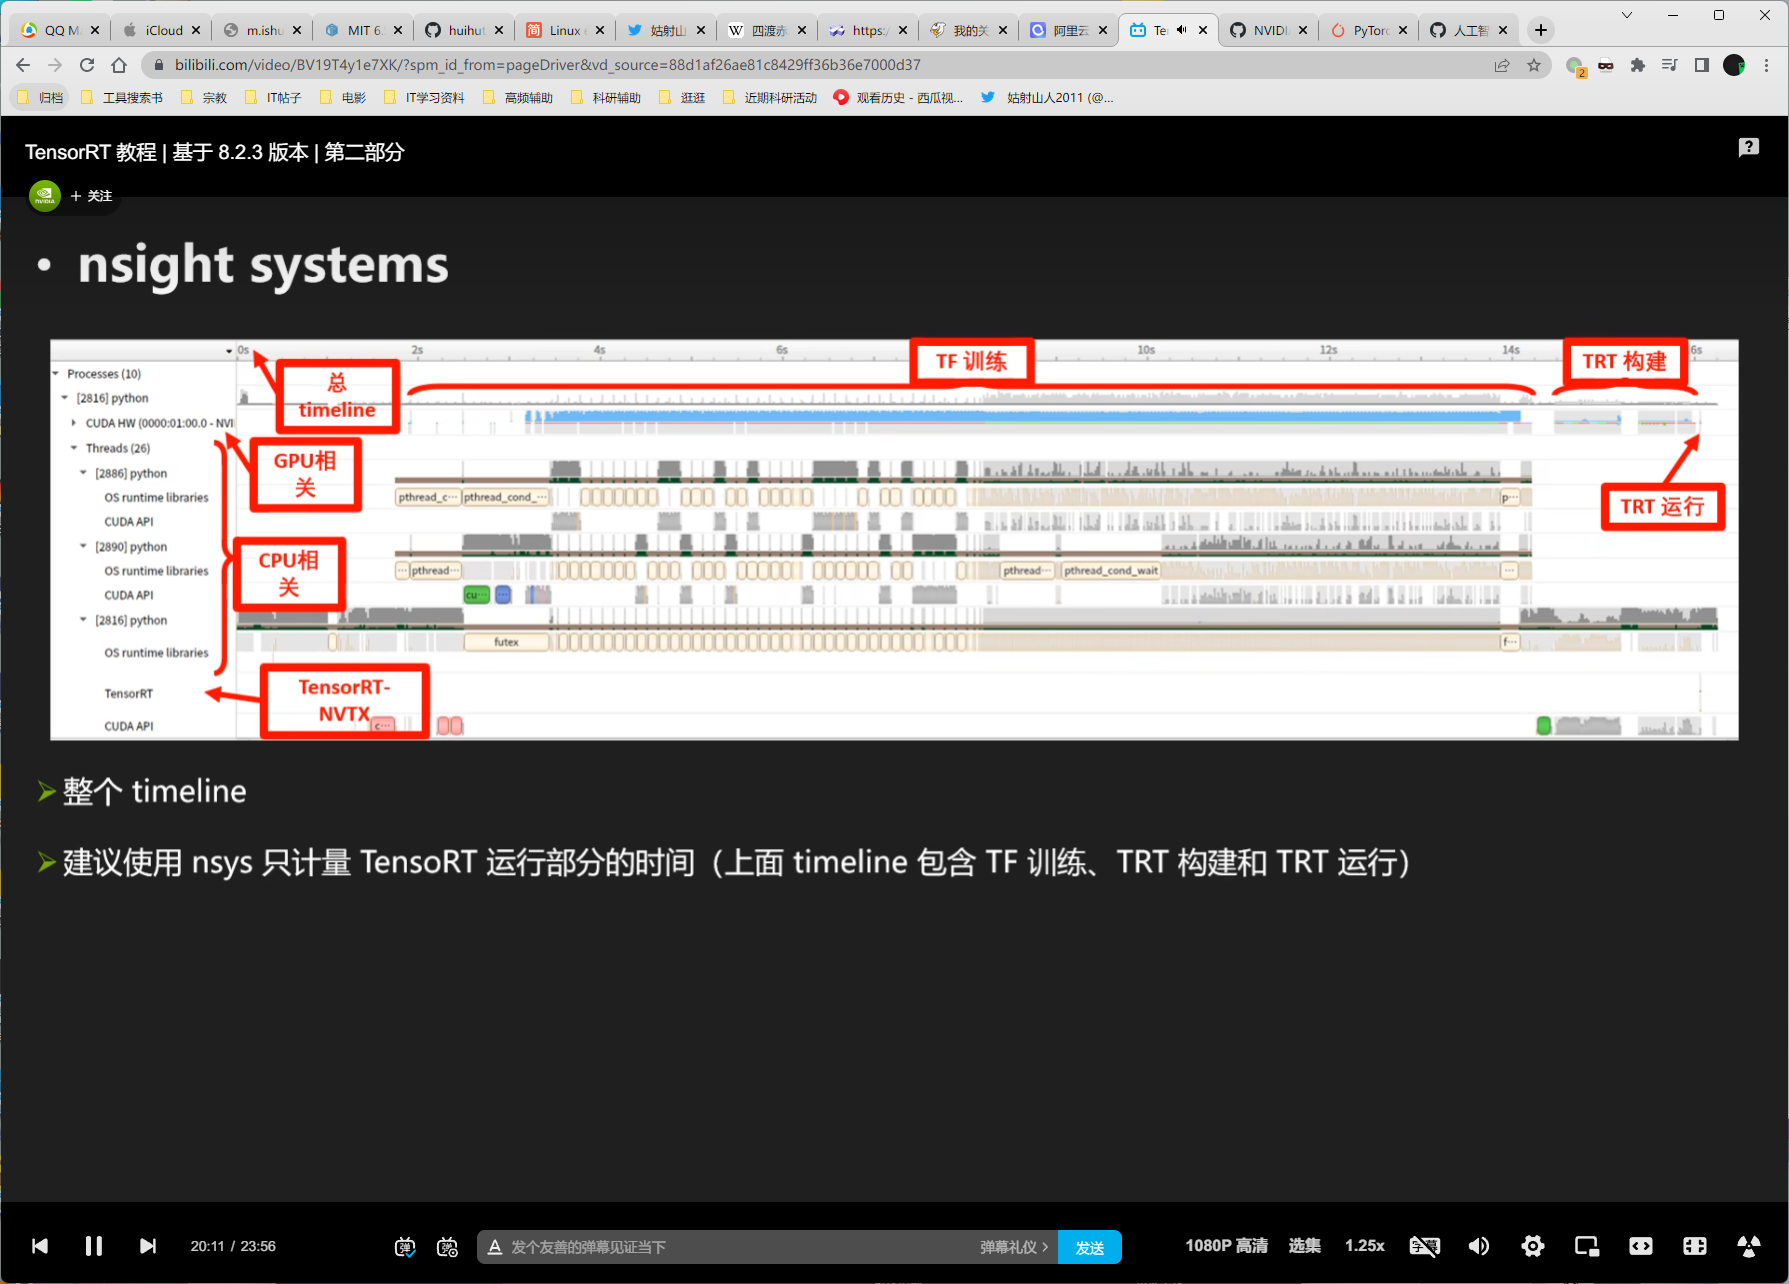 QQ M
iCloud
m.ishu
MIT 6.
huihut
Linux
姑射山
四渡赤
https:/
我的关
阿里云
Te
NVIDI
PyTorc
人工智
bilibili.com/video/BV19T4y1e7XK/?spm_id_from=pageDriver&vd_source=88d1af26ae81c8429ff36b36e7000d37
2
归档
工具搜索书
宗教
IT帖子
电影
IT学习资料
高频辅助
科研辅助
逛逛
近期科研活动
观看历史 - 西瓜视...
姑射山人2011 (@...
TensorRT 教程 | 基于 8.2.3 版本 | 第二部分
+ 关注
• nsight systems
0s 2s 4s 6s 10s 12s 14s 6s
总
timeline
TF 训练
TRT 构建
Processes (10)
[2816] python
CUDA HW (0000:01:00.0 - NVI
GPU相
关
Threads (26)
[2886] python
OS runtime libraries
pthread_c···
pthread_cond_···
p···
TRT 运行
CUDA API
[2890] python
CPU相
关
OS runtime libraries
···
pthread···
pthread···
pthread_cond_wait
···
CUDA API
cu···
···
[2816] python
OS runtime libraries
futex
f···
TensorRT
TensorRT-
NVTX
CUDA API
c···
➢整个 timeline
➢建议使用 nsys 只计量 TensoRT 运行部分的时间（上面 timeline 包含 TF 训练、TRT 构建和 TRT 运行）
20:11 / 23:56
弹
弹
A
发个友善的弹幕见证当下
弹幕礼仪 >
发送
1080P 高清
选集
1.25x
字幕